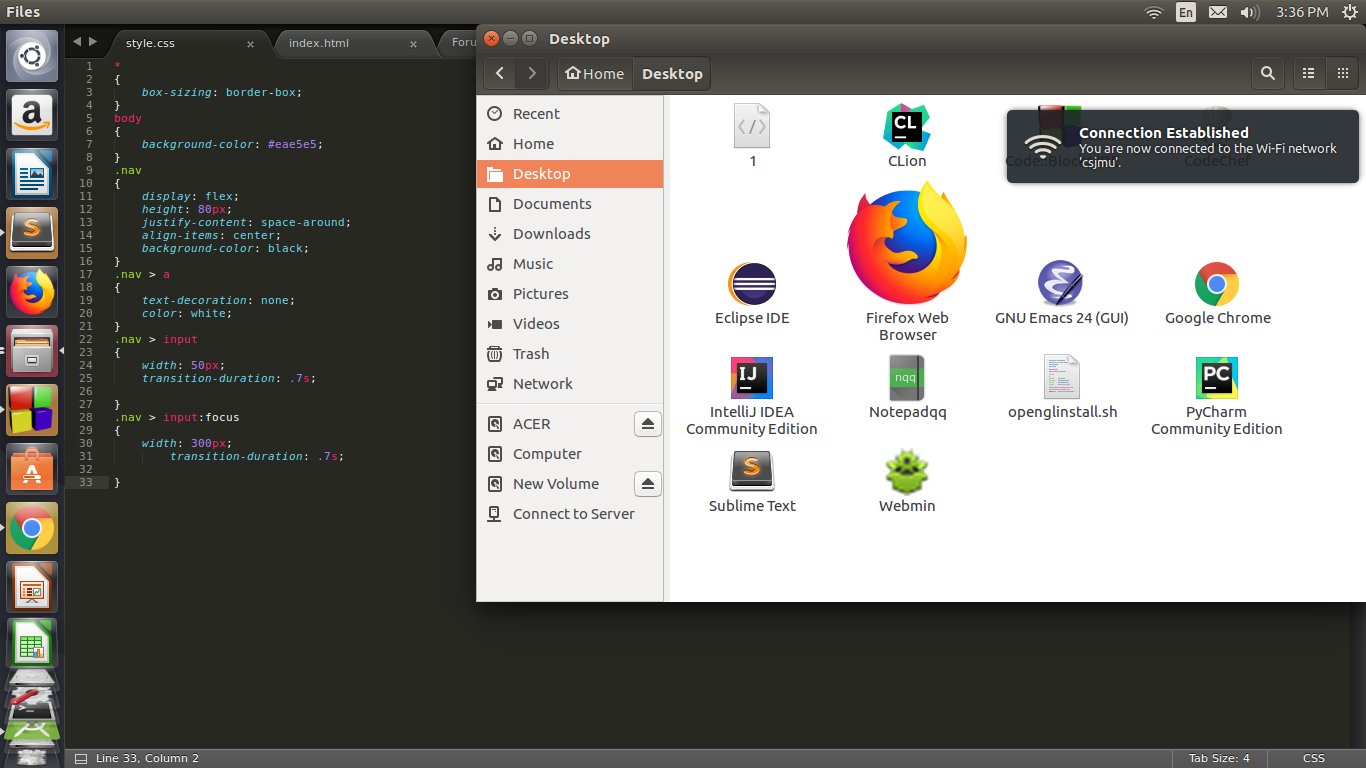 Files
En
3:36 PM
style.css
index.html
Foru
1 *
2 {
3 box-sizing: border-box;
4 }
5 body
6 {
7 background-color: #eae5e5;
8 }
9 .nav
10 {
11 display: flex;
12 height: 80px;
13 justify-content: space-around;
14 align-items: center;
15 background-color: black;
16 }
17 .nav > a
18 {
19 text-decoration: none;
20 color: white;
21 }
22 .nav > input
23 {
24 width: 50px;
25 transition-duration: .7s;
26
27 }
28 .nav > input:focus
29 {
30 width: 300px;
31 transition-duration: .7s;
32
33 }
Line 33, Column 2
Tab Size: 4
CSS
Desktop
Home
Desktop
Recent
Home
Desktop
Documents
Downloads
Music
Pictures
Videos
Trash
Network
ACER
Computer
New Volume
Connect to Server
</>
1
CL
CLion
Code::Bloc
CodeChef
Connection Established
You are now connected to the Wi-Fi network
'csjmu'.
Eclipse IDE
Firefox Web
Browser
GNU Emacs 24 (GUI)
Google Chrome
IJ
IntelliJ IDEA
Community Edition
nqq
Notepadqq
openglinstall.sh
PC
PyCharm
Community Edition
S
Sublime Text
Webmin
a
S
A